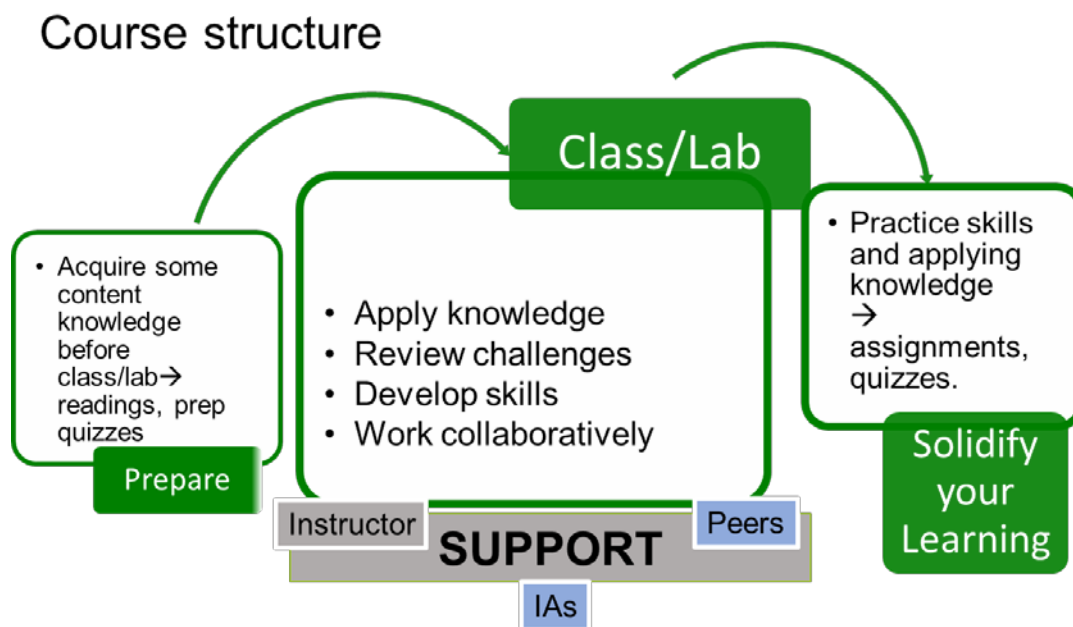 Course structure
• Acquire some
content
knowledge
before
class/lab→
readings, prep
quizzes
Prepare
Class/Lab
• Apply knowledge
• Review challenges
• Develop skills
• Work collaboratively
Instructor
Peers
SUPPORT
IAs
• Practice skills
and applying
knowledge
→
assignments,
quizzes.
Solidify
your
Learning